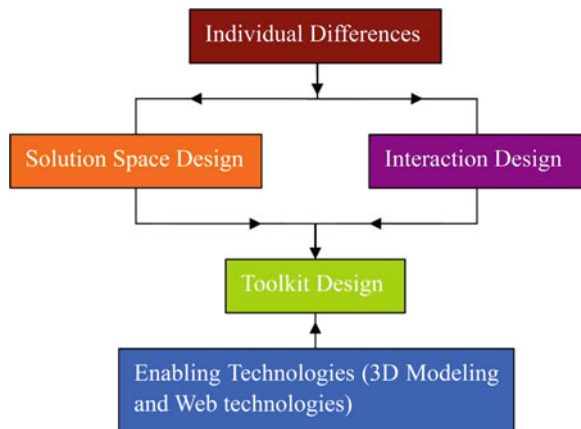 Individual Differences
Solution Space Design
Interaction Design
Toolkit Design
Enabling Technologies (3D Modeling
and Web technologies)